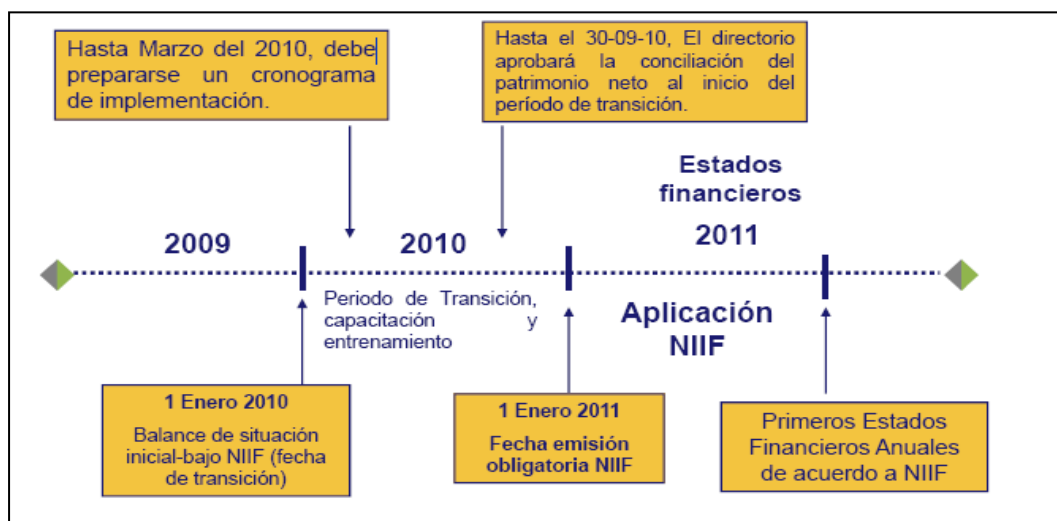 Hasta Marzo del 2010, debe
prepararse un cronograma
de implementación.
Hasta el 30-09-10, El directorio
aprobará la conciliación del
patrimonio neto al inicio del
período de transición.
Estados
financieros
2009
2010
2011
Periodo de Transición,
capacitación y
entrenamiento
Aplicación
NIIF
1 Enero 2010
Balance de situación
inicial-bajo NIIF (fecha
de transición)
1 Enero 2011
Fecha emisión
obligatoria NIIF
Primeros Estados
Financieros Anuales
de acuerdo a NIIF